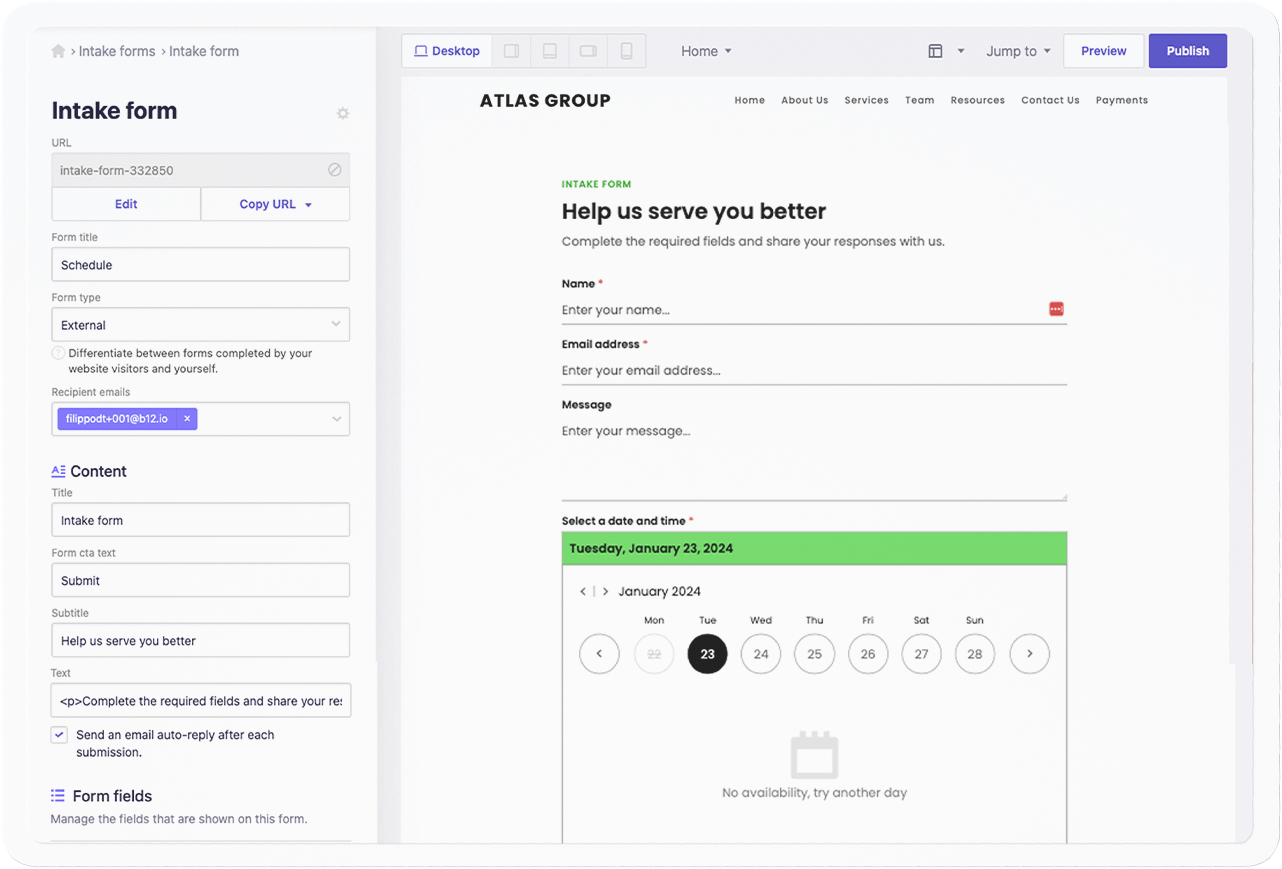 Intake forms
Intake form
Intake form
URL
intake-form-332850
Edit
Copy URL
Form title
Schedule
Form type
External
Differentiate between forms completed by your
website visitors and yourself.
Recipient emails
filippodt+001@b12.io ×
Content
Title
Intake form
Form cta text
Submit
Subtitle
Help us serve you better
Text
<p>Complete the required fields and share your res
Send an email auto-reply after each
submission.
Form fields
Manage the fields that are shown on this form.
Desktop
Home
Jump to
Preview
Publish
ATLAS GROUP
Home About Us Services Team Resources Contact Us Payments
INTAKE FORM
Help us serve you better
Complete the required fields and share your responses with us.
Name *
Enter your name...
Email address *
Enter your email address...
Message
Enter your message...
Select a date and time *
Tuesday, January 23, 2024
January 2024
Mon Tue Wed Thu Fri Sat Sun
22 23 24 25 26 27 28
No availability, try another day